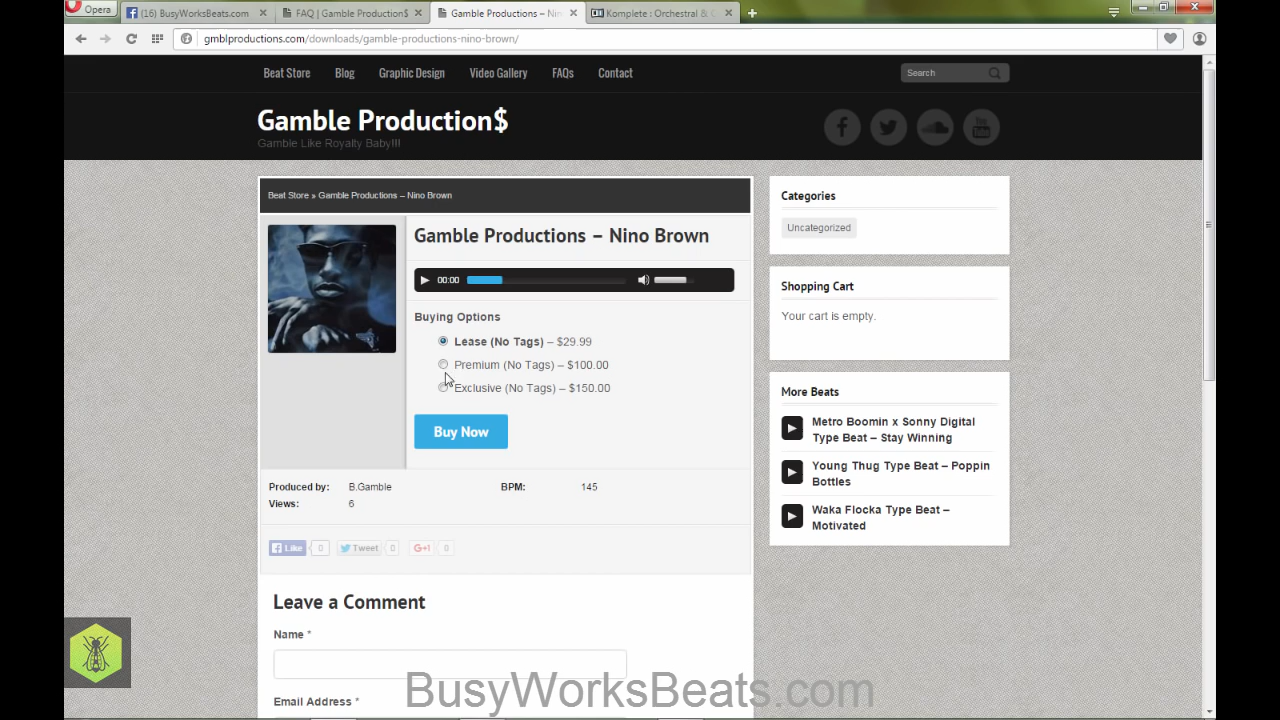 Opera
(16) BusyWorksBeats.com
FAQ | Gamble Production$
Gamble Productions – Nin
Komplete : Orchestral & C
gmblproductions.com/downloads/gamble-productions-nino-brown/
Beat Store
Blog
Graphic Design
Video Gallery
FAQs
Contact
Search
Gamble Production$
Gamble Like Royalty Baby!!!
Beat Store » Gamble Productions – Nino Brown
Gamble Productions – Nino Brown
00:00
Buying Options
Lease (No Tags) – $29.99
Premium (No Tags) – $100.00
Exclusive (No Tags) – $150.00
Buy Now
Produced by: B.Gamble BPM: 145
Views: 6
Like 0 Tweet 0 G+1 0
Leave a Comment
Name *
Email Address *
Categories
Uncategorized
Shopping Cart
Your cart is empty.
More Beats
Metro Boomin x Sonny Digital
Type Beat – Stay Winning
Young Thug Type Beat – Poppin
Bottles
Waka Flocka Type Beat –
Motivated
BusyWorksBeats.com